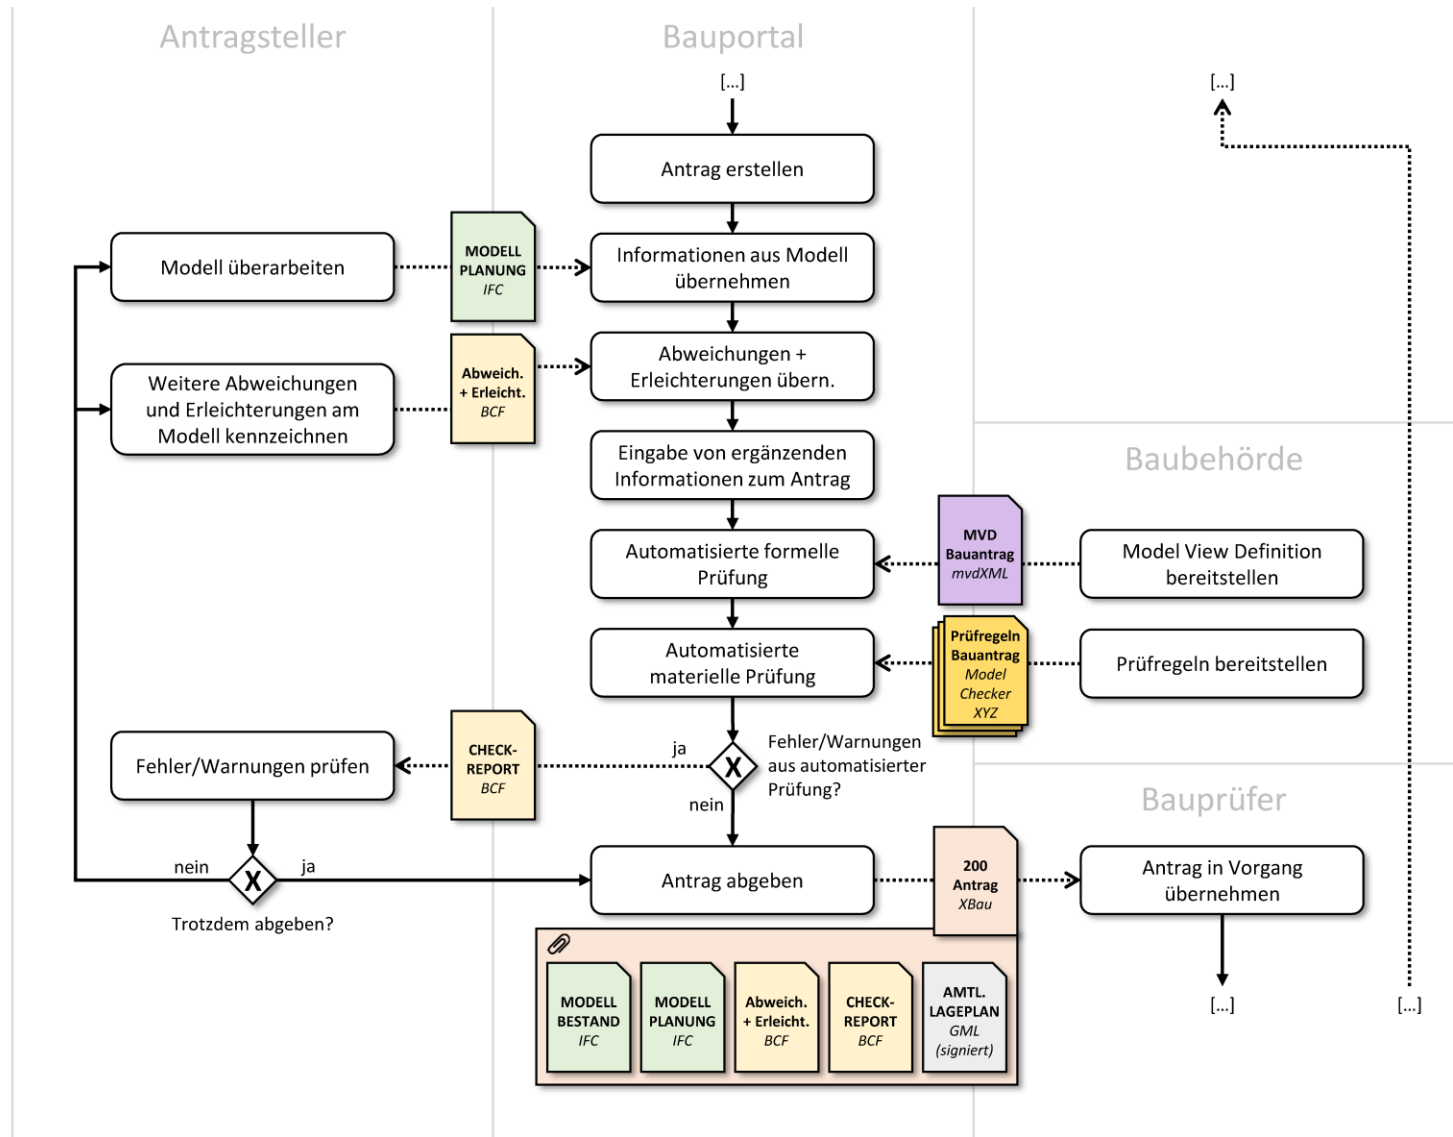 Antragsteller
Bauportal
[...]
[...]
Antrag erstellen
Modell überarbeiten
MODELL
PLANUNG
IFC
Informationen aus Modell
übernehmen
Weitere Abweichungen
und Erleichterungen am
Modell kennzeichnen
Abweich.
+ Erleicht.
BCF
Abweichungen +
Erleichterungen übern.
Eingabe von ergänzenden
Informationen zum Antrag
Baubehörde
Automatisierte formelle
Prüfung
MVD
Bauantrag
mvdXML
Model View Definition
bereitstellen
Automatisierte
materielle Prüfung
Prüfregeln
Bauantrag
Model
Checker
XYZ
Prüfregeln bereitstellen
Fehler/Warnungen prüfen
CHECK-
REPORT
BCF
ja
X
nein
Fehler/Warnungen
aus automatisierter
Prüfung?
Bauprüfer
nein
X
ja
Trotzdem abgeben?
Antrag abgeben
200
Antrag
XBau
Antrag in Vorgang
übernehmen
MODELL
BESTAND
IFC
MODELL
PLANUNG
IFC
Abweich.
+ Erleicht.
BCF
CHECK-
REPORT
BCF
AMTL.
LAGEPLAN
GML
(signiert)
[...]
[...]